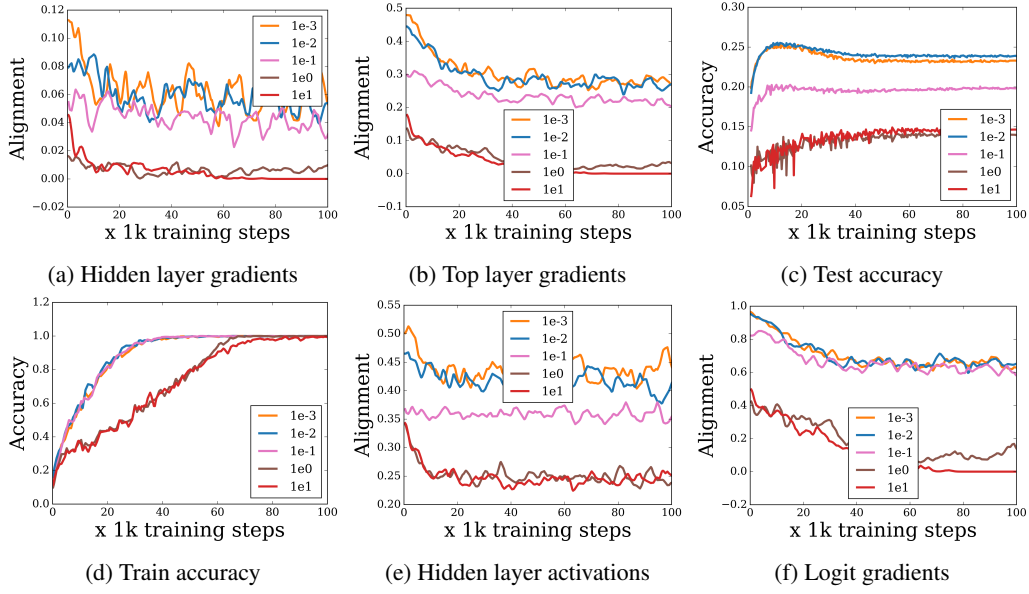 0.12
0.10
0.08
0.06
0.04
0.02
0.00
−0.02
Alignment
1e-3
1e-2
1e-1
1e0
1e1
0 20 40 60 80 100
x 1k training steps
(a) Hidden layer gradients
0.5
0.4
0.3
0.2
0.1
0.0
−0.1
Alignment
1e-3
1e-2
1e-1
1e0
1e1
0 20 40 60 80 100
x 1k training steps
(b) Top layer gradients
0.25
0.20
0.15
0.10
0.05
Accuracy
1e-3
1e-2
1e-1
1e0
1e1
0 20 40 60 80 100
x 1k training steps
(c) Test accuracy
1.2
1.0
0.8
0.6
0.4
0.2
0.0
Accuracy
1e-3
1e-2
1e-1
1e0
1e1
0 20 40 60 80 100
x 1k training steps
(d) Train accuracy
0.55
0.50
0.45
0.40
0.35
0.30
0.25
0.20
Alignment
1e-3
1e-2
1e-1
1e0
1e1
0 20 40 60 80 100
x 1k training steps
(e) Hidden layer activations
1.0
0.8
0.6
0.4
0.2
0.0
−0.2
Alignment
1e-3
1e-2
1e-1
1e0
1e1
0 20 40 60 80 100
x 1k training steps
(f) Logit gradients